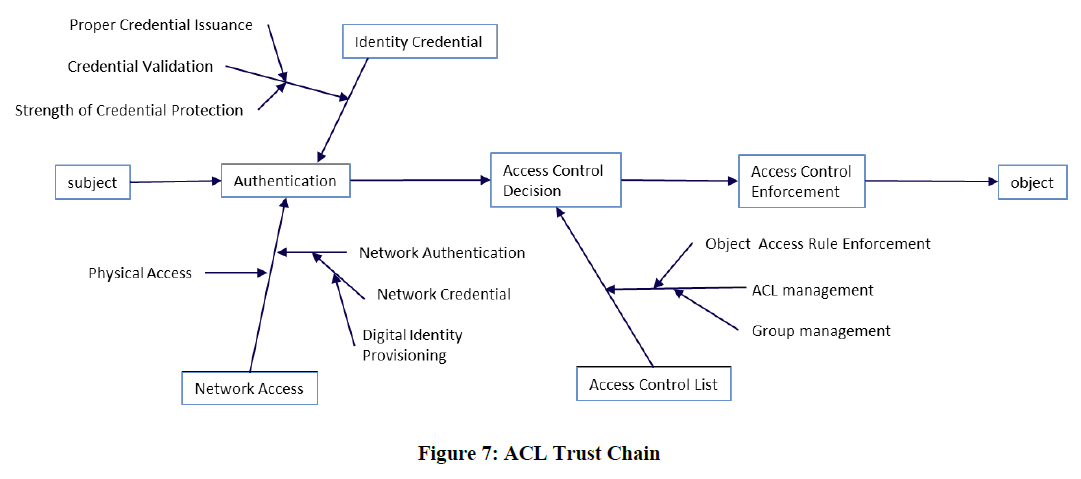 Proper Credential Issuance
Identity Credential
Credential Validation
Strength of Credential Protection
subject
Authentication
Access Control
Decision
Access Control
Enforcement
object
Physical Access
Network Authentication
Network Credential
Digital Identity
Provisioning
Object Access Rule Enforcement
ACL management
Group management
Network Access
Access Control List
Figure 7: ACL Trust Chain